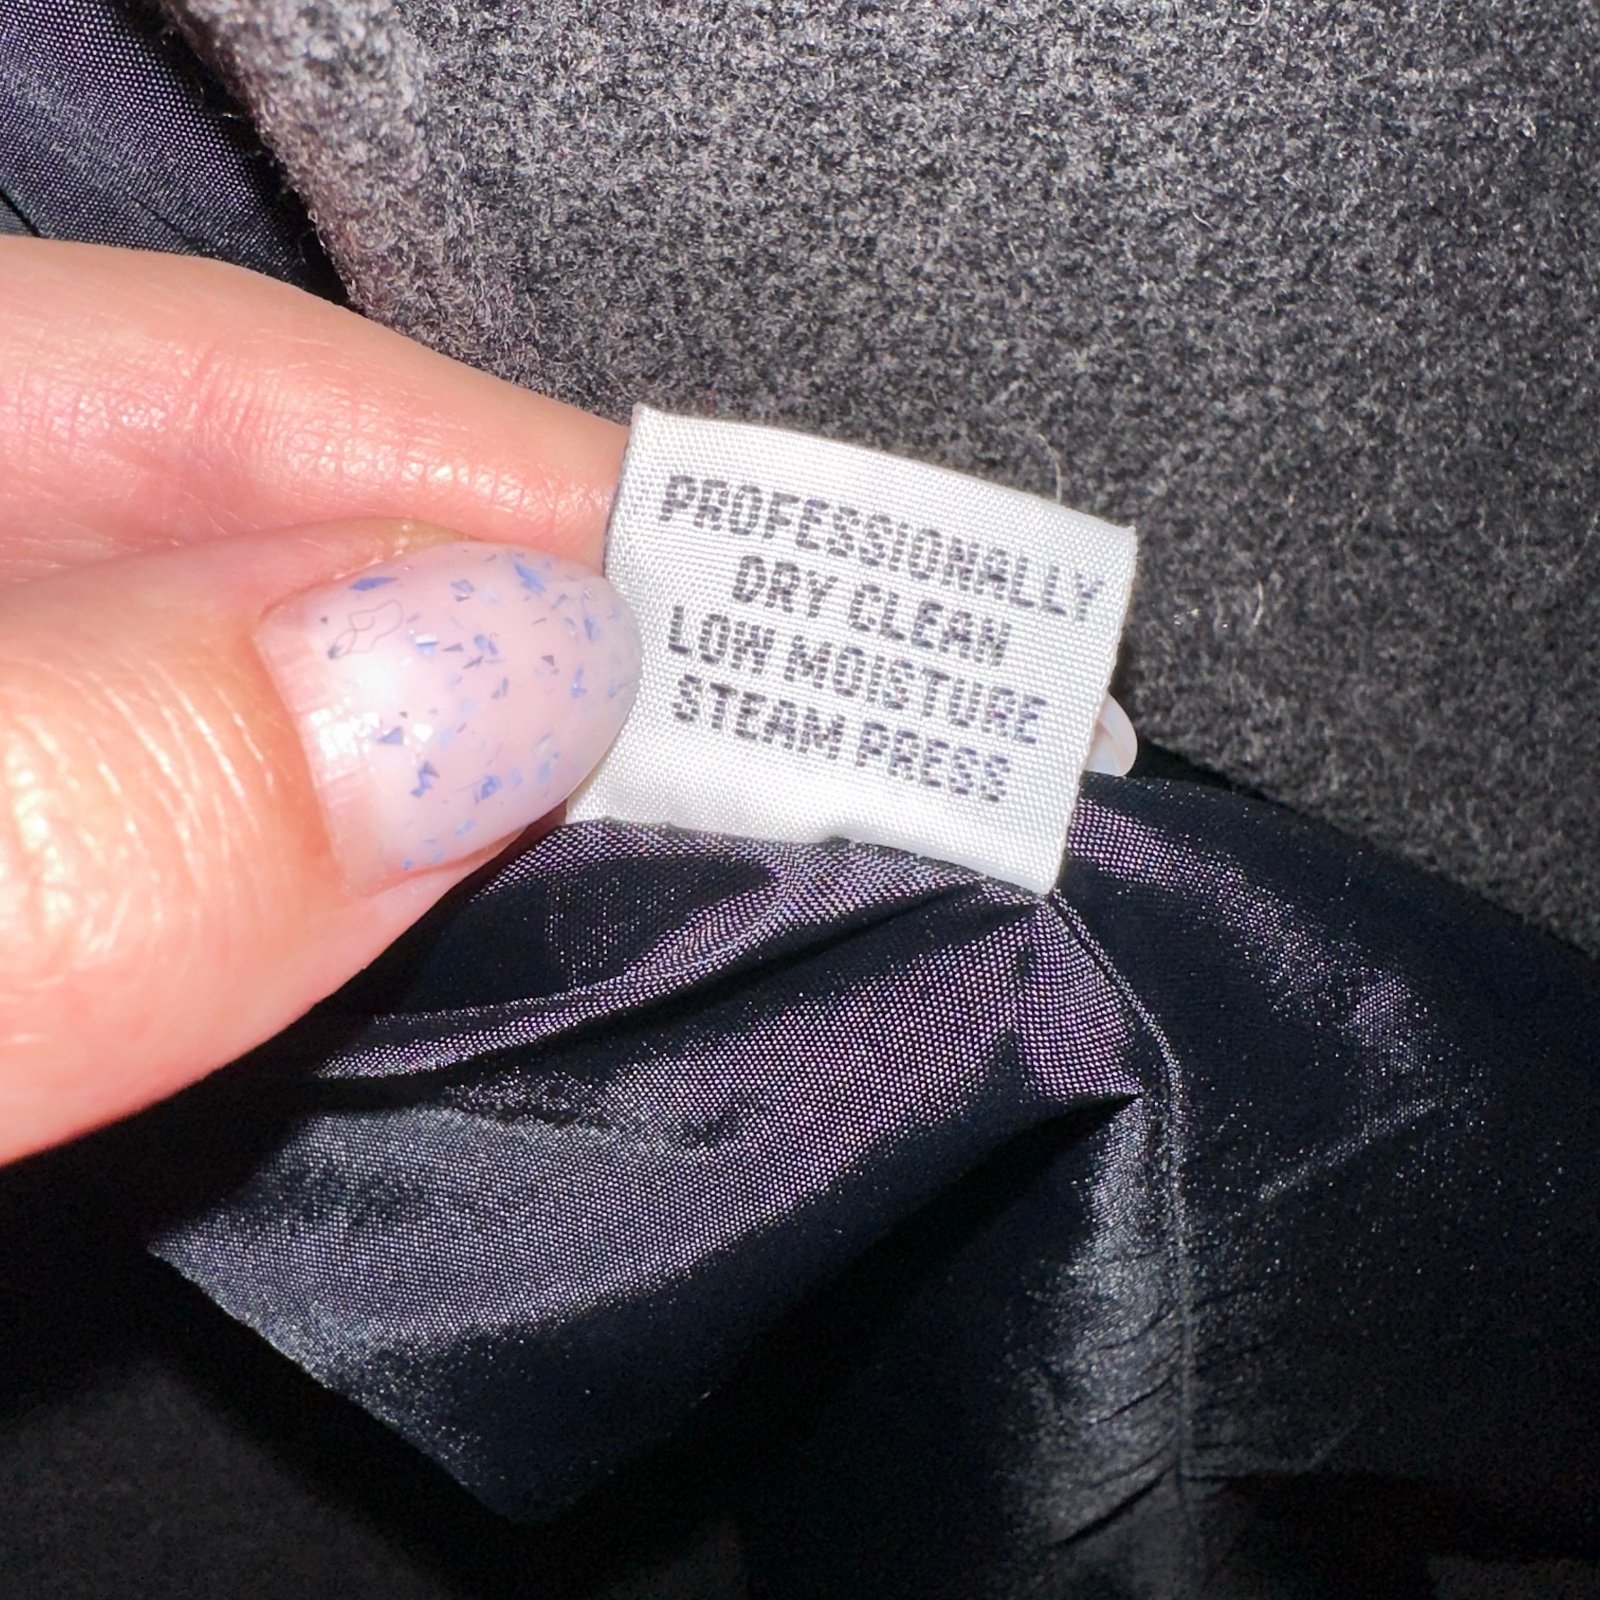 PROFESSIONALLY
DRY CLEAN
LOW MOISTURE
STEAM PRESS